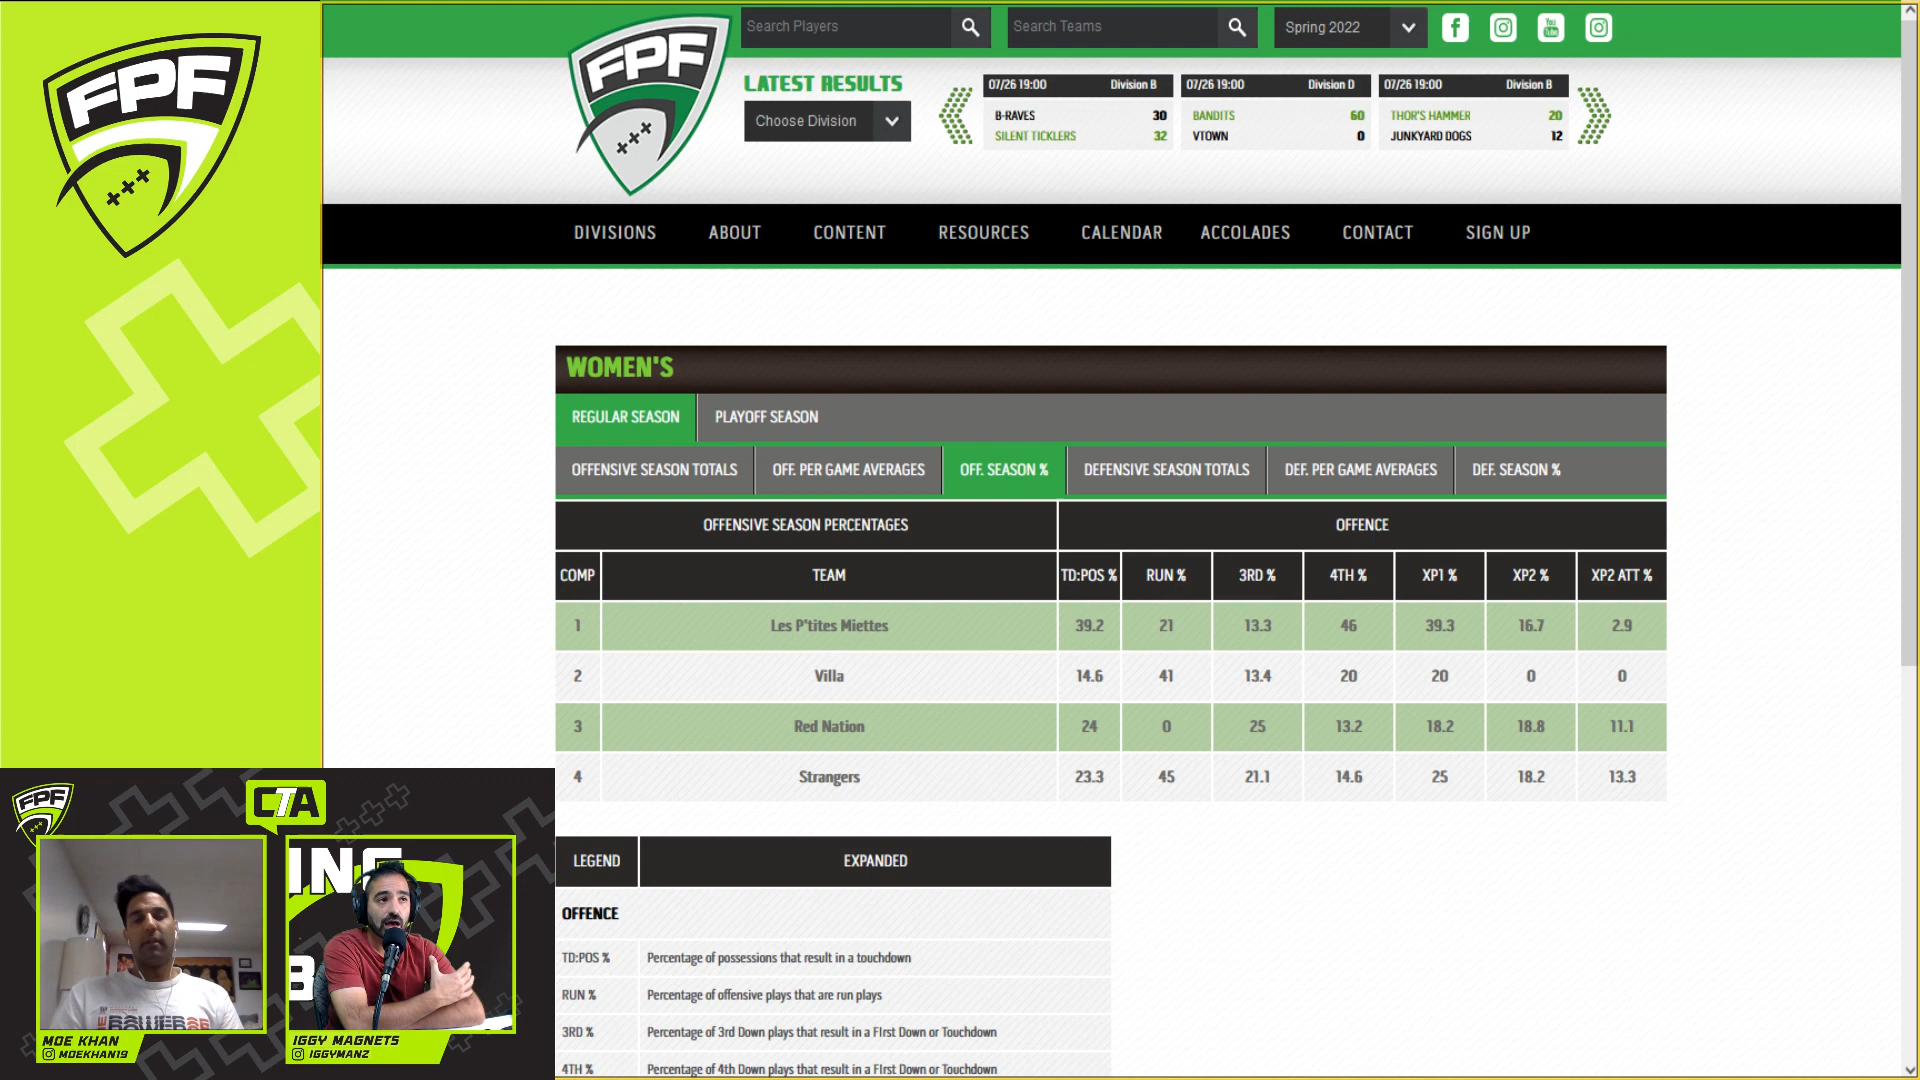 FPF
Search Players
Search Teams
Spring 2022
FPF
LATEST RESULTS
Choose Division
07/26 19:00 Division B
B-RAVES 30
SILENT TICKLERS 32
07/26 19:00 Division D
BANDITS 60
VTOWN 0
07/26 19:00 Division B
THOR'S HAMMER 20
JUNKYARD DOGS 12
DIVISIONS ABOUT CONTENT RESOURCES CALENDAR ACCOLADES CONTACT SIGN UP
WOMEN'S
REGULAR SEASON PLAYOFF SEASON
OFFENSIVE SEASON TOTALS OFF. PER GAME AVERAGES OFF. SEASON % DEFENSIVE SEASON TOTALS DEF. PER GAME AVERAGES DEF. SEASON %
OFFENSIVE SEASON PERCENTAGES OFFENCE
COMP TEAM TD:POS % RUN % 3RD % 4TH % XP1 % XP2 % XP2 ATT %
1 Les P'tites Miettes 39.2 21 13.3 46 39.3 16.7 2.9
2 Villa 14.6 41 13.4 20 20 0 0
3 Red Nation 24 0 25 13.2 18.2 18.8 11.1
4 Strangers 23.3 45 21.1 14.6 25 18.2 13.3
LEGEND EXPANDED
OFFENCE
TD:POS % Percentage of possessions that result in a touchdown
RUN % Percentage of offensive plays that are run plays
3RD % Percentage of 3rd Down plays that result in a FIrst Down or Touchdown
4TH % Percentage of 4th Down plays that result in a FIrst Down or Touchdown
FPF
CTA
ING
B
MOE KHAN
MOEKHAN19
IGGY MAGNETS
IGGYMANZ